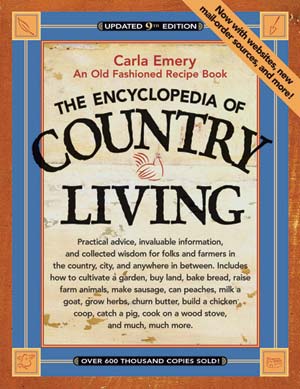 UPDATED 9TH EDITION
Now with websites, new
mail-order sources, and more!
Carla Emery
An Old Fashioned Recipe Book
THE ENCYCLOPEDIA OF
COUNTRY
LIVING
Practical advice, invaluable information,
and collected wisdom for folks and farmers in
the country, city, and anywhere in between. Includes
how to cultivate a garden, buy land, bake bread, raise
farm animals, make sausage, can peaches, milk a
goat, grow herbs, churn butter, build a chicken
coop, catch a pig, cook on a wood stove,
and much, much more.
OVER 600 THOUSAND COPIES SOLD!